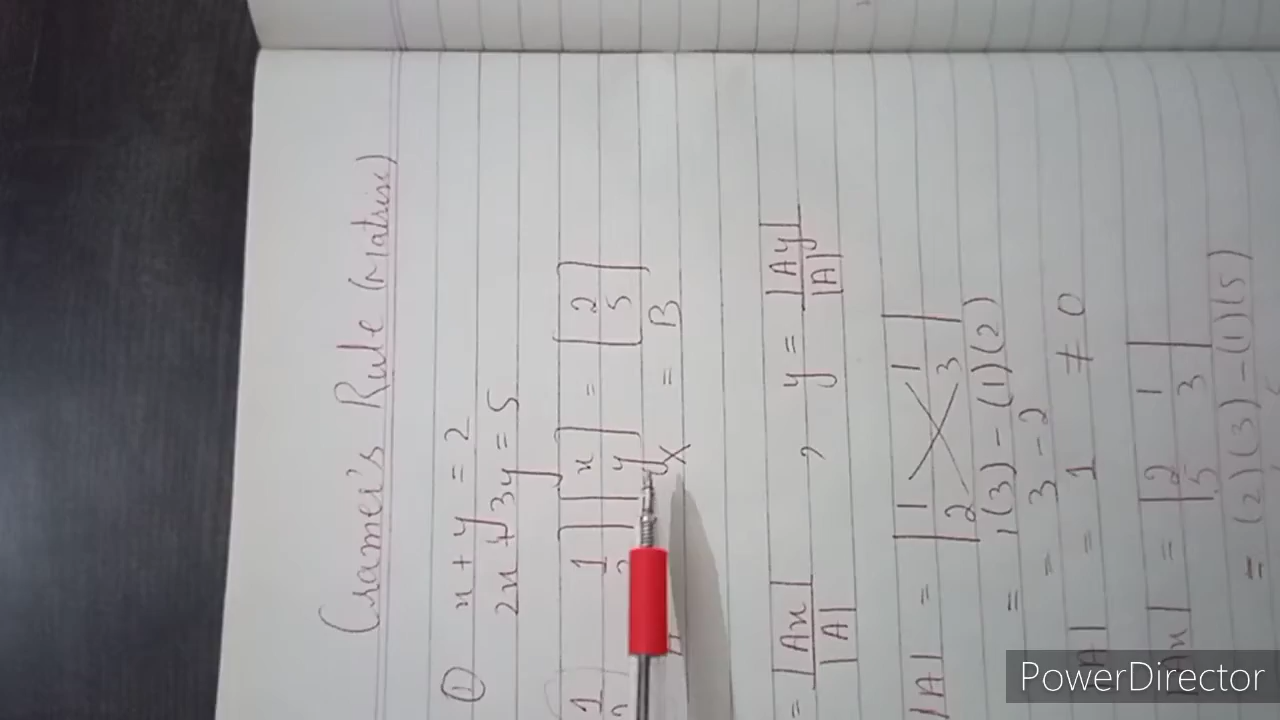 Cramer's Rule (Matrix)
① x + y = 2
2x + 3y = 5
1 1 x = 2
2 y 5
X = B
= |Ax| / |A| , y = |Ay| / |A|
|A| = | 1 1 |
| 2 3 |
= 1(3) - (1)(2)
= 3 - 2
|A| = 1 ≠ 0
|Ax| = | 2 1 |
| 5 3 |
= (2)(3) - (1)(5)
PowerDirector